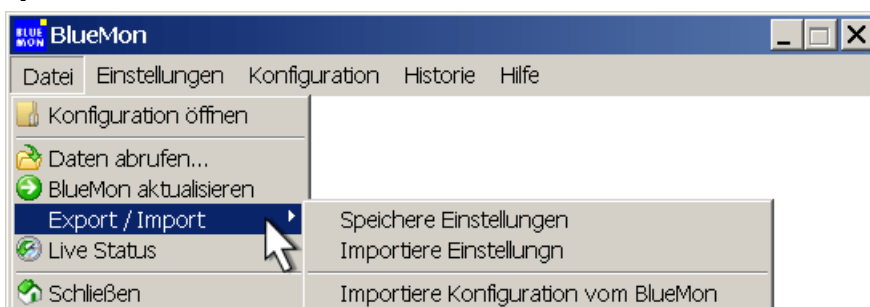 BLUE
MON
BlueMon
Datei Einstellungen Konfiguration Historie Hilfe
Konfiguration öffnen
Daten abrufen...
BlueMon aktualisieren
Export / Import
Speichere Einstellungen
Live Status
Importiere Einstellungn
Schließen
Importiere Konfiguration vom BlueMon